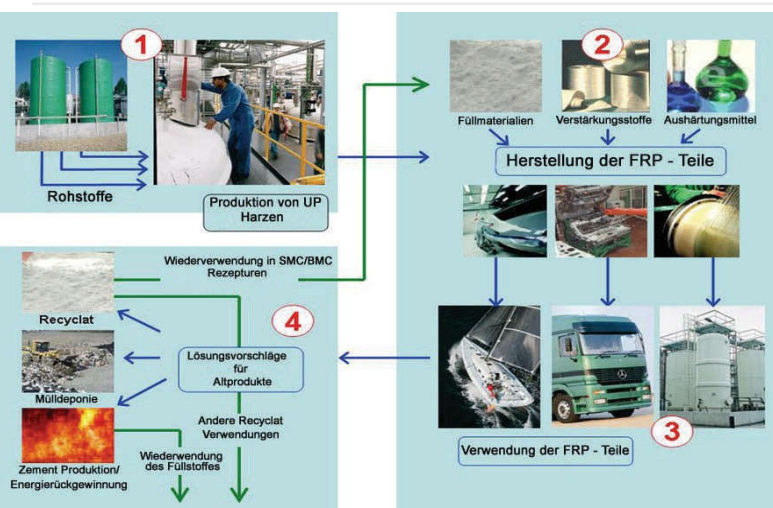 1
Rohstoffe
Produktion von UP
Harzen
2
Füllmaterialien
Verstärkungsstoffe
Aushärtungsmittel
Herstellung der FRP - Teile
3
Verwendung der FRP - Teile
4
Wiederverwendung in SMC/BMC
Rezepturen
Recyclat
Lösungsvorschläge
für
Altprodukte
Mülldeponie
Andere Recyclat
Verwendungen
Zement Produktion/
Energierückgewinnung
Wiederwendung
des Füllstoffes